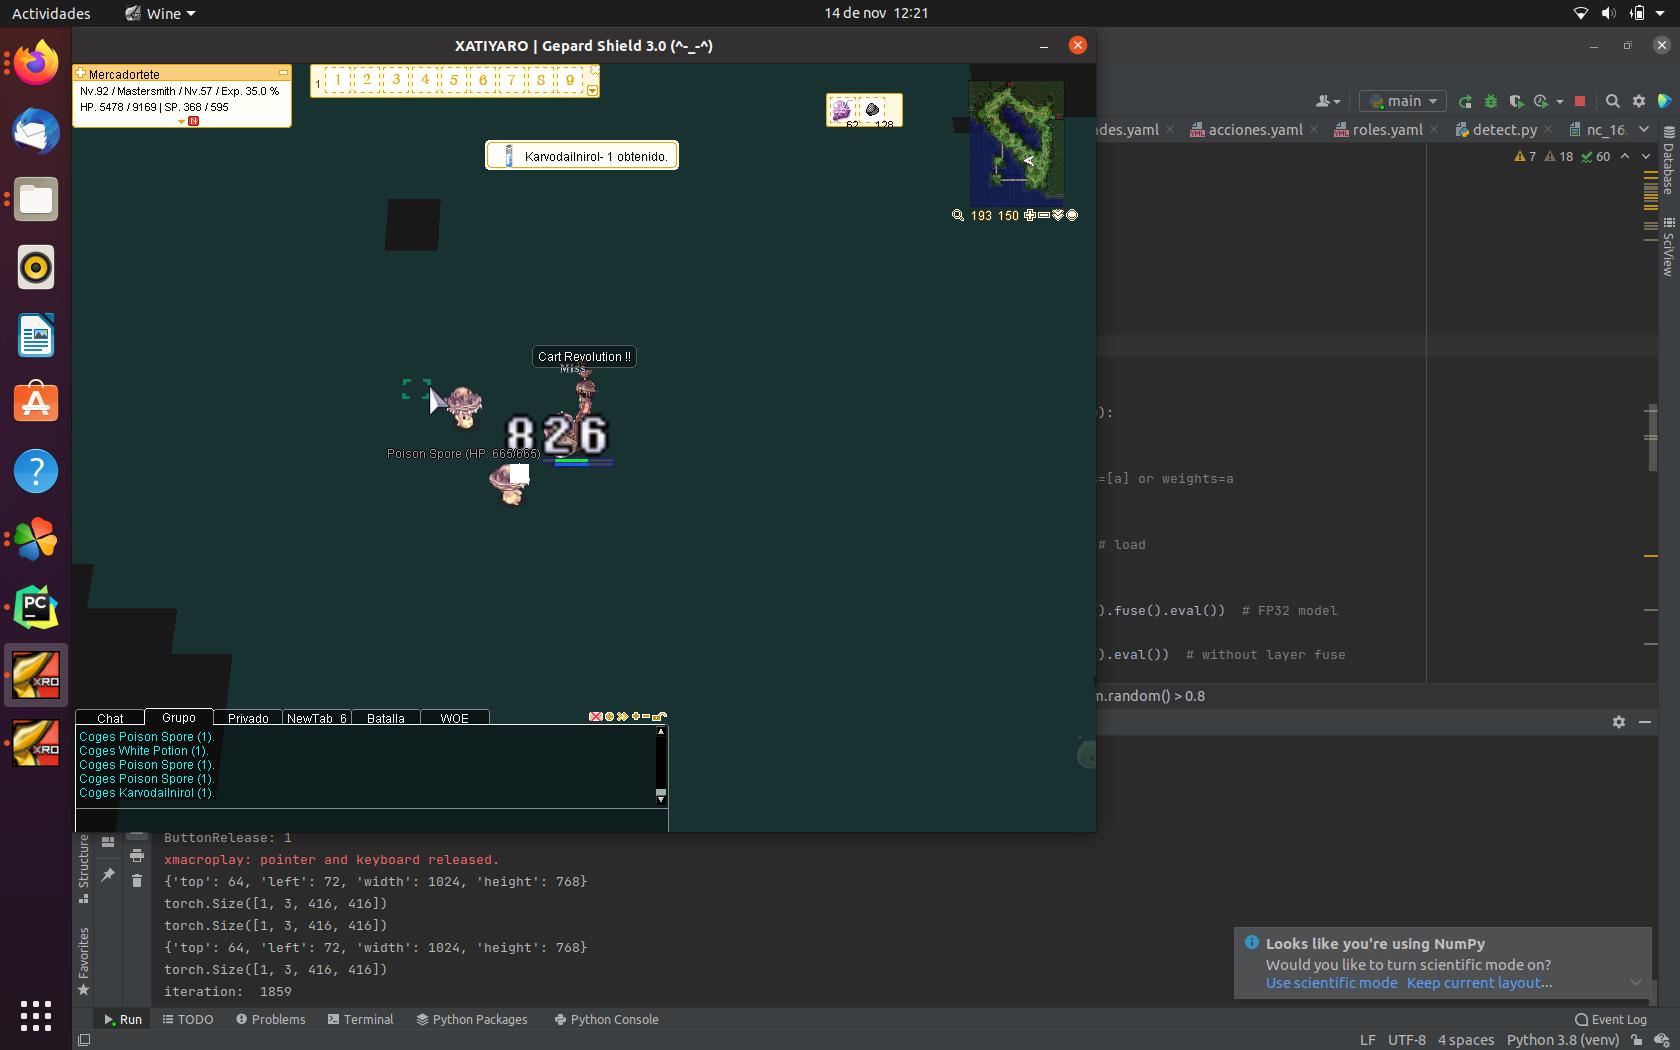 Actividades
Wine
14 de nov 12:21
XATIYARO | Gepard Shield 3.0 (^-_-^)
Mercadortete
Nv.92 / Mastersmith / Nv.57 / Exp. 35.0 %
HP. 5478 / 9169 | SP. 368 / 595
N
1
1 2 3 4 5 6 7 8 9
62 128
Karvodailnirol- 1 obtenido.
193 150
main
des.yaml
acciones.yaml
roles.yaml
detect.py
nc_16.
7 18 60
Database
SciView
Cart Revolution !!
Miss
826
Poison Spore (HP: 665/665)
):
=[a] or weights=a
# load
).fuse().eval()) # FP32 model
).eval()) # without layer fuse
m.random() > 0.8
Chat
Grupo
Privado
NewTab_6
Batalla
WOE
Coges Poison Spore (1).
Coges White Potion (1).
Coges Poison Spore (1).
Coges Poison Spore (1).
Coges Karvodailnirol (1).
PC
XRO
XRO
Structure
Favorites
ButtonRelease: 1
xmacroplay: pointer and keyboard released.
{'top': 64, 'left': 72, 'width': 1024, 'height': 768}
torch.Size([1, 3, 416, 416])
torch.Size([1, 3, 416, 416])
{'top': 64, 'left': 72, 'width': 1024, 'height': 768}
torch.Size([1, 3, 416, 416])
iteration: 1859
Looks like you're using NumPy
Would you like to turn scientific mode on?
Use scientific mode Keep current layout...
Run
TODO
Problems
Terminal
Python Packages
Python Console
Event Log
LF UTF-8 4 spaces Python 3.8 (venv)